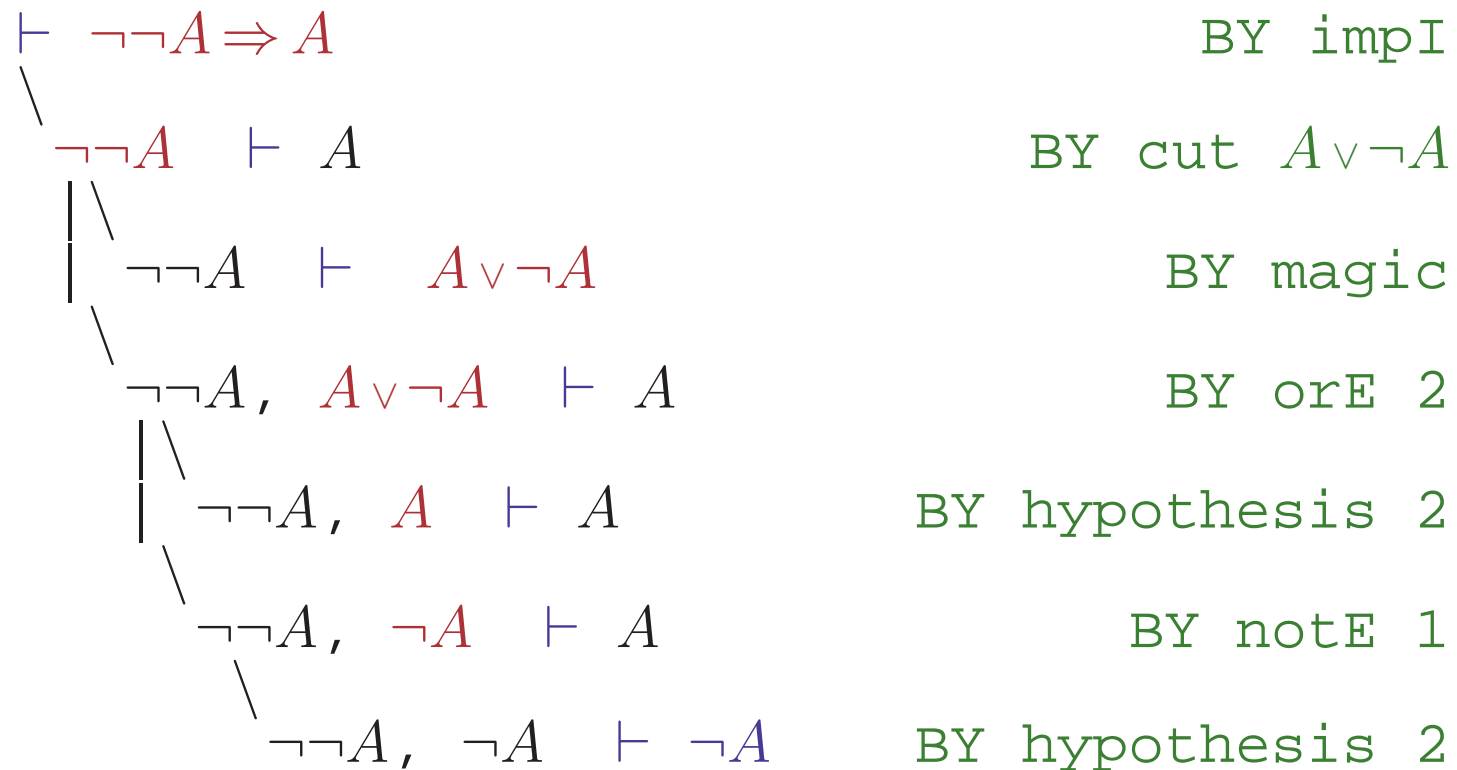 ⊢ ¬¬A⇒A BY impI
¬¬A ⊢ A BY cut A∨¬A
¬¬A ⊢ A∨¬A BY magic
¬¬A, A∨¬A ⊢ A BY orE 2
¬¬A, A ⊢ A BY hypothesis 2
¬¬A, ¬A ⊢ A BY notE 1
¬¬A, ¬A ⊢ ¬A BY hypothesis 2